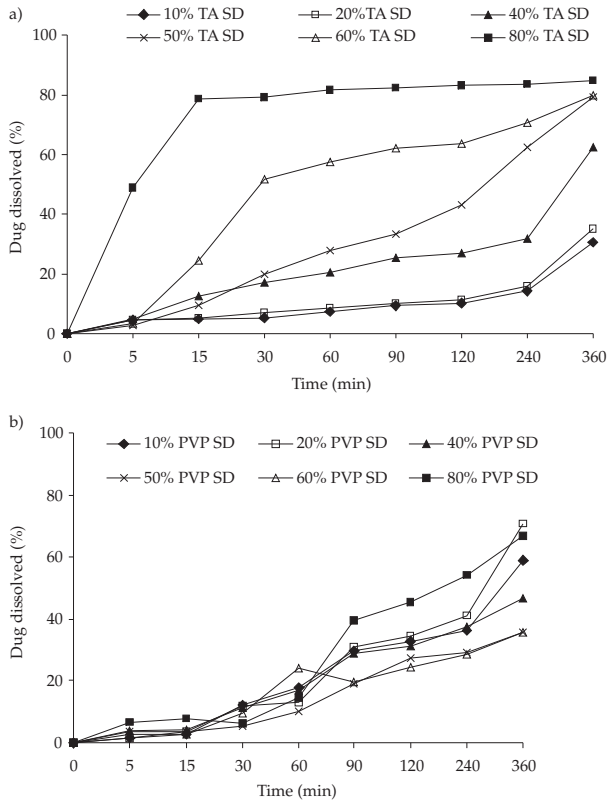 a)
10% TA SD 20%TA SD 40% TA SD
50% TA SD 60% TA SD 80% TA SD
100
80
60
40
20
0
Dug dissolved (%)
0 5 15 30 60 90 120 240 360
Time (min)
b)
100
80
60
40
20
0
10% PVP SD 20% PVP SD 40% PVP SD
50% PVP SD 60% PVP SD 80% PVP SD
Dug dissolved (%)
0 5 15 30 60 90 120 240 360
Time (min)